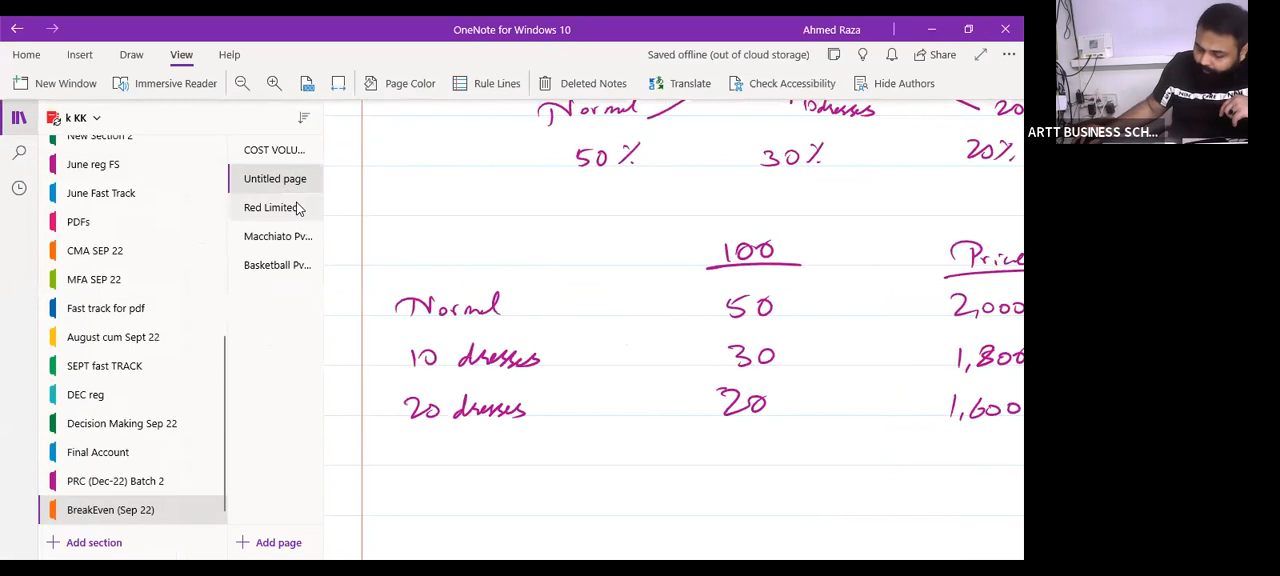 OneNote for Windows 10
Ahmed Raza
Home Insert Draw View Help
Saved offline (out of cloud storage)
Share
New Window Immersive Reader Page Color Rule Lines Deleted Notes Translate Check Accessibility Hide Authors
k KK
New Section 2
June reg FS
June Fast Track
PDFs
CMA SEP 22
MFA SEP 22
Fast track for pdf
August cum Sept 22
SEPT fast TRACK
DEC reg
Decision Making Sep 22
Final Account
PRC (Dec-22) Batch 2
BreakEven (Sep 22)
Add section
COST VOLU...
Untitled page
Red Limited
Macchiato Pv...
Basketball Pv...
Add page
Normal 10 dresses 20
50% 30% 20%
100 Price
Normal 50 2,000
10 dresses 30 1,800
20 dresses 20 1,600
ARTT BUSINESS SCH...